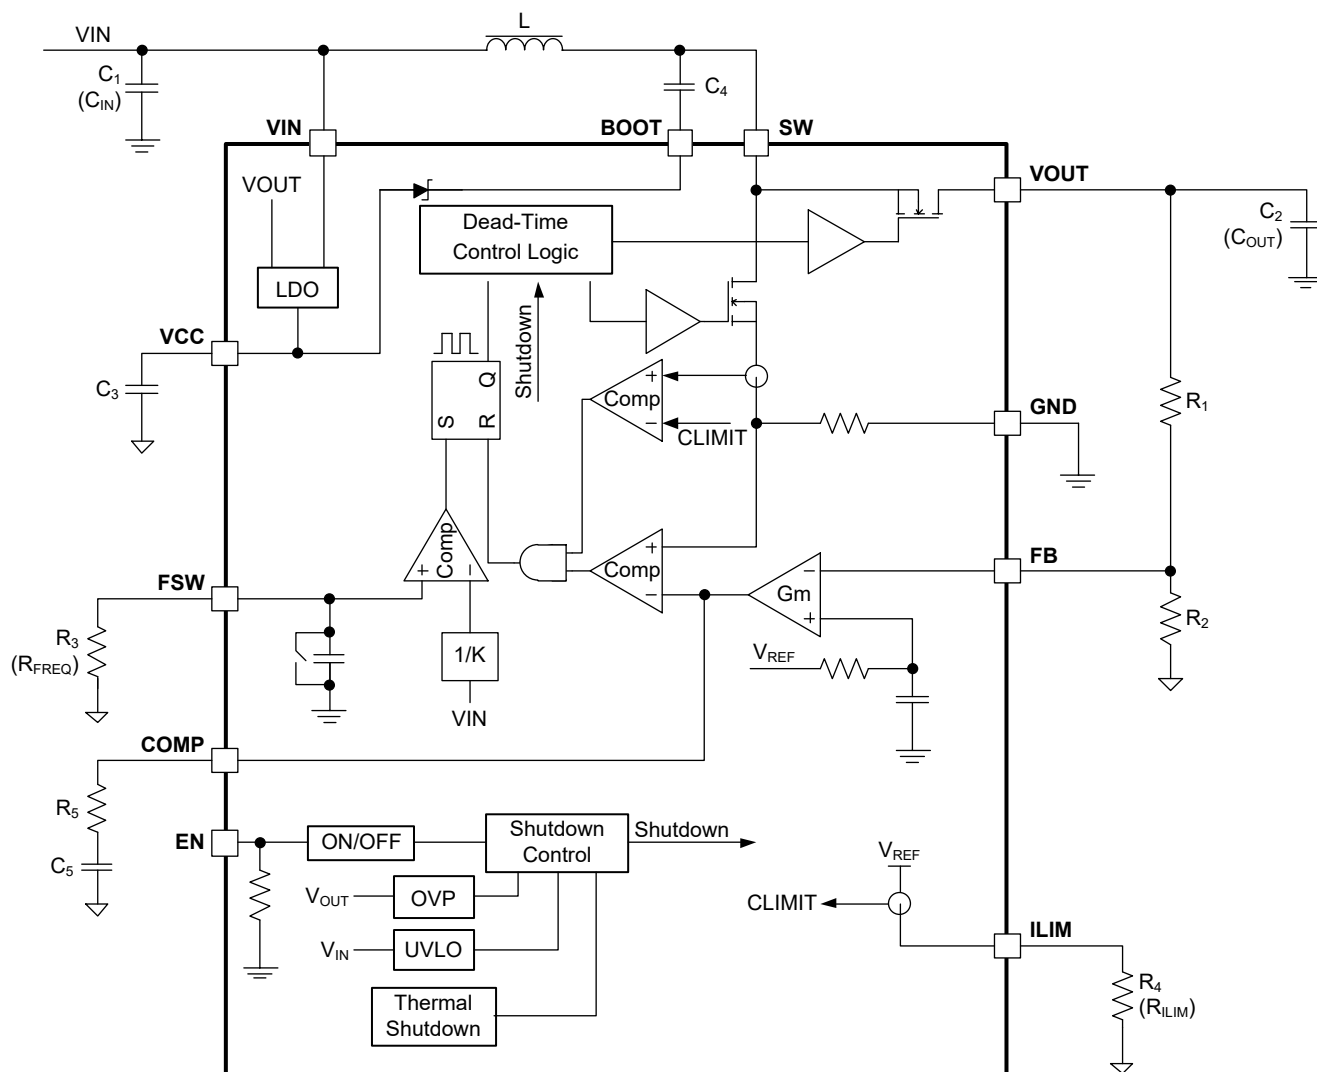 VIN
L
C1
(CIN)
C4
VIN
BOOT
SW
VOUT
VOUT
Dead-Time
Control Logic
C2
(COUT)
LDO
VCC
Shutdown
C3
Q
S
R
+
Comp
−
CLIMIT
GND
R1
Comp
+
−
+
Comp
−
FB
−
Gm
+
FSW
R3
(RFREQ)
R2
1/K
VREF
VIN
COMP
R5
C5
EN
ON/OFF
Shutdown
Control
Shutdown
VOUT
OVP
VREF
CLIMIT
VIN
UVLO
ILIM
Thermal
Shutdown
R4
(RILIM)